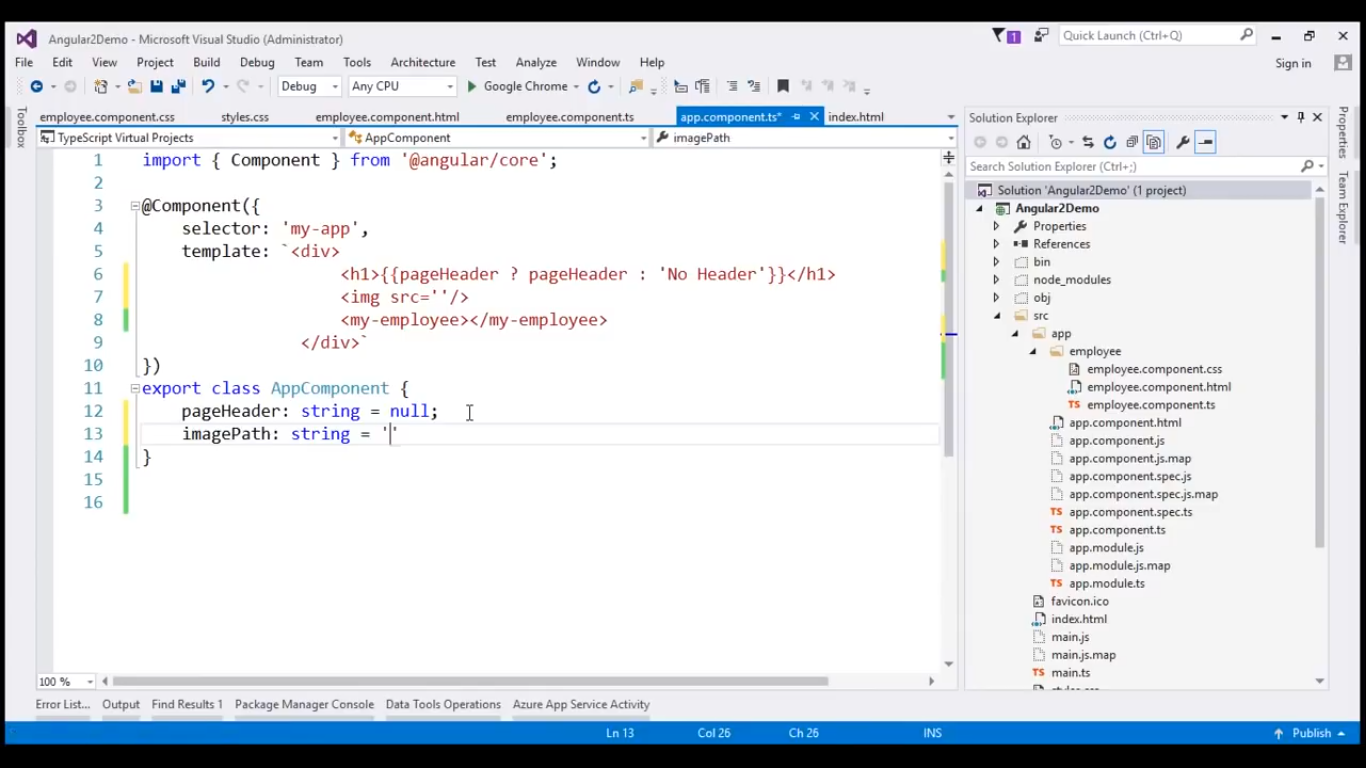 Angular2Demo - Microsoft Visual Studio (Administrator)
1
Quick Launch (Ctrl+Q)
File Edit View Project Build Debug Team Tools Architecture Test Analyze Window Help
Sign in
Debug Any CPU Google Chrome
Toolbox
employee.component.css styles.css employee.component.html employee.component.ts app.component.ts* index.html
TypeScript Virtual Projects AppComponent imagePath
1 import { Component } from '@angular/core';
2
3 @Component({
4 selector: 'my-app',
5 template: `<div>
6 <h1>{{pageHeader ? pageHeader : 'No Header'}}</h1>
7 <img src=''/>
8 <my-employee></my-employee>
9 </div>`
10 })
11 export class AppComponent {
12 pageHeader: string = null;
13 imagePath: string = ''
14 }
15
16
100 %
Error List... Output Find Results 1 Package Manager Console Data Tools Operations Azure App Service Activity
Ln 13 Col 26 Ch 26 INS Publish
Solution Explorer
Search Solution Explorer (Ctrl+;)
Solution 'Angular2Demo' (1 project)
Angular2Demo
Properties
References
bin
node_modules
obj
src
app
employee
employee.component.css
employee.component.html
TS employee.component.ts
app.component.html
app.component.js
app.component.js.map
app.component.spec.js
app.component.spec.js.map
TS app.component.spec.ts
TS app.component.ts
app.module.js
app.module.js.map
TS app.module.ts
favicon.ico
index.html
main.js
main.js.map
TS main.ts
Properties
Team Explorer